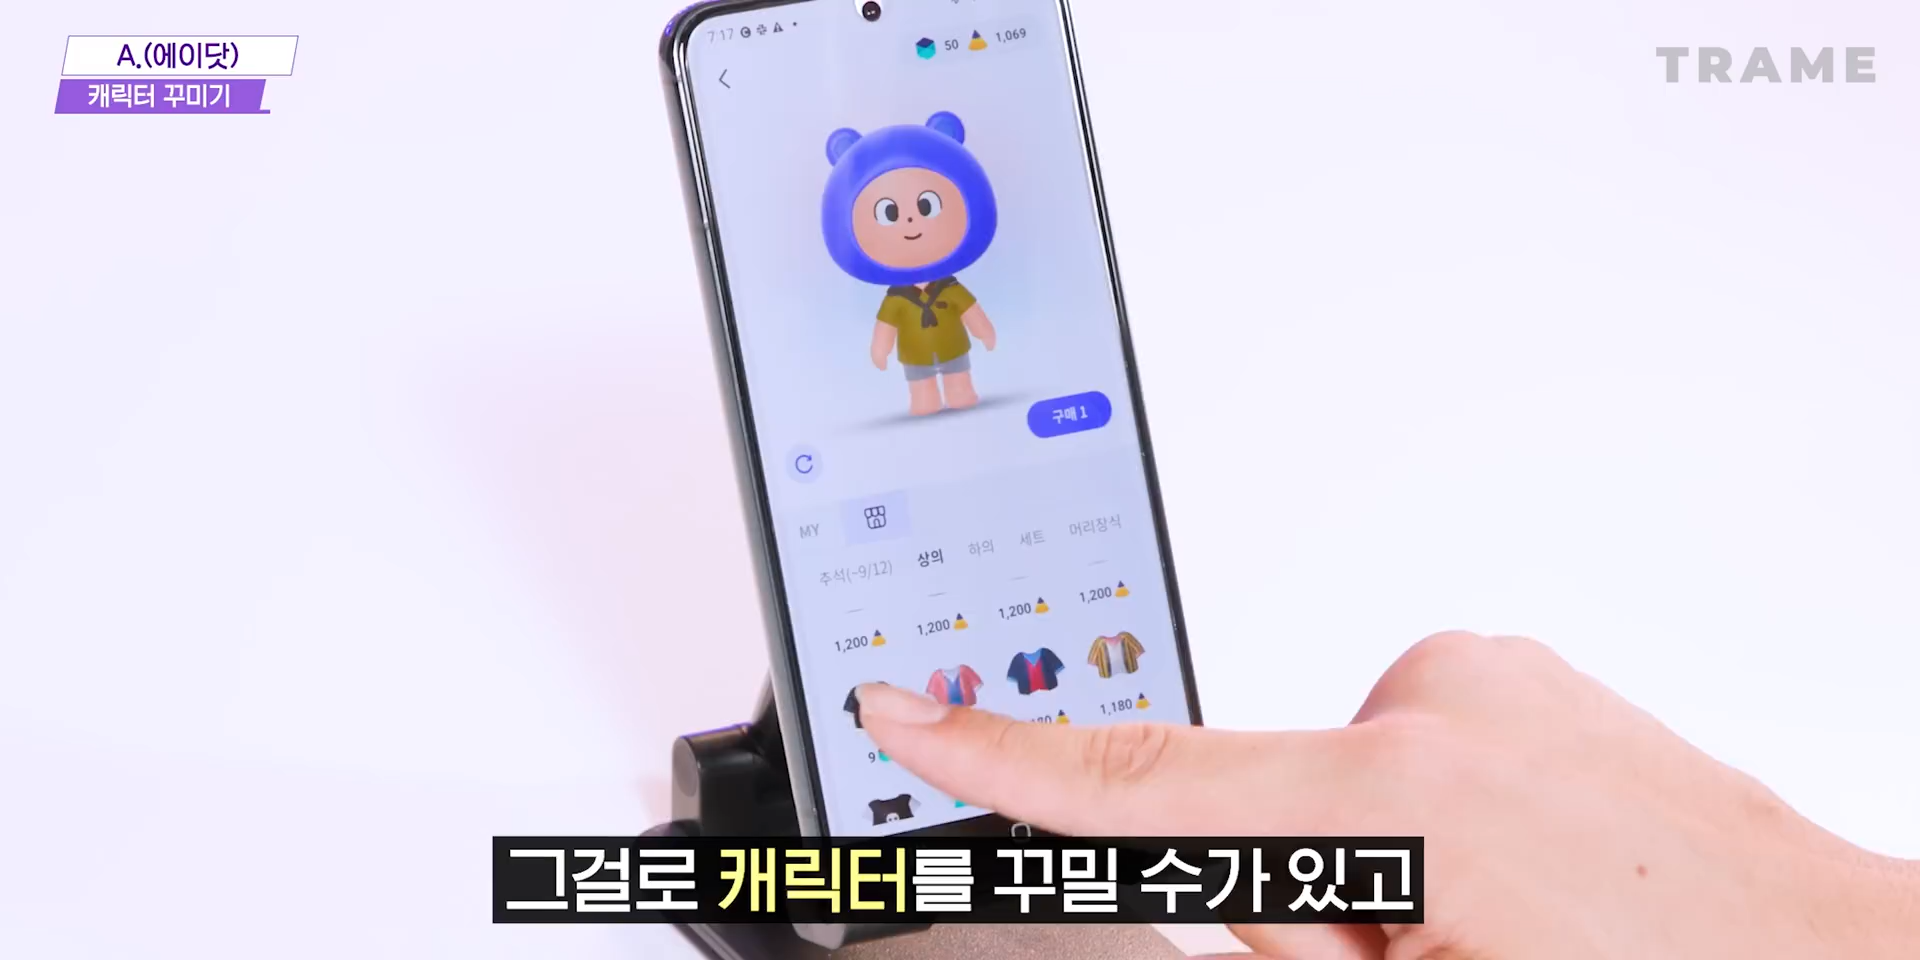 A.(에이닷)
캐릭터 꾸미기
TRAME
7:17
50 1,069
구매 1
MY
추석(~9/12) 상의 하의 세트 머리장식
1,200 1,200 1,200 1,200
1,180
9
그걸로 캐릭터를 꾸밀 수가 있고